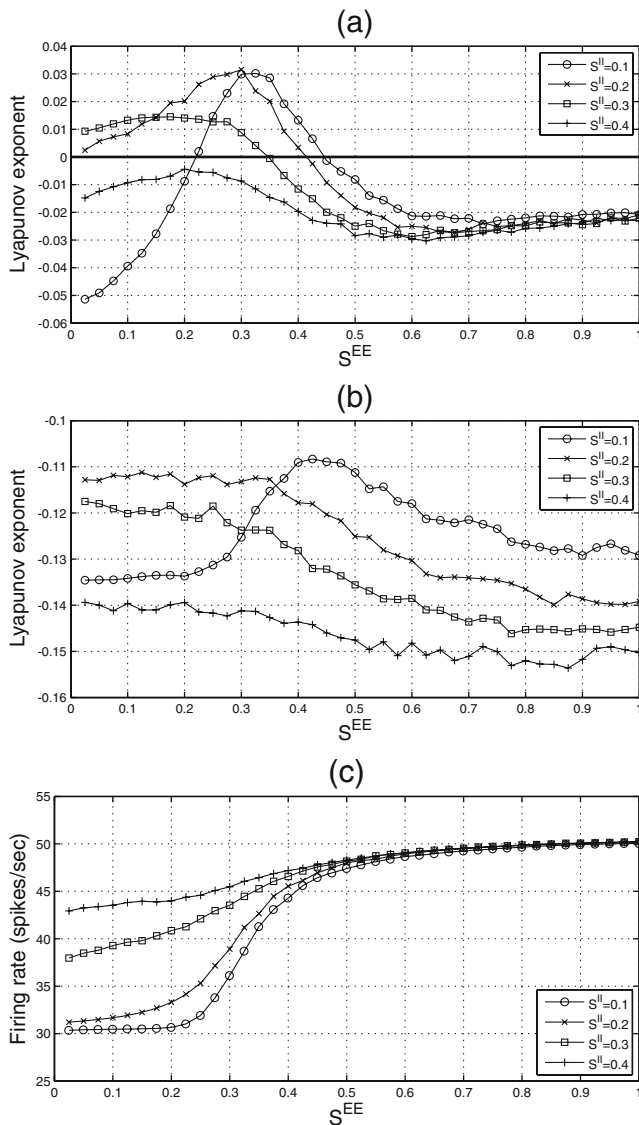 (a)
0.04
0.03
0.02
0.01
0
-0.01
-0.02
-0.03
-0.04
-0.05
-0.06
Lyapunov exponent
S^II=0.1
S^II=0.2
S^II=0.3
S^II=0.4
0 0.1 0.2 0.3 0.4 0.5 0.6 0.7 0.8 0.9 1
S^EE
(b)
-0.1
-0.11
-0.12
-0.13
-0.14
-0.15
-0.16
Lyapunov exponent
S^II=0.1
S^II=0.2
S^II=0.3
S^II=0.4
0 0.1 0.2 0.3 0.4 0.5 0.6 0.7 0.8 0.9 1
S^EE
(c)
55
50
45
40
35
30
25
Firing rate (spikes/sec)
S^II=0.1
S^II=0.2
S^II=0.3
S^II=0.4
0 0.1 0.2 0.3 0.4 0.5 0.6 0.7 0.8 0.9 1
S^EE